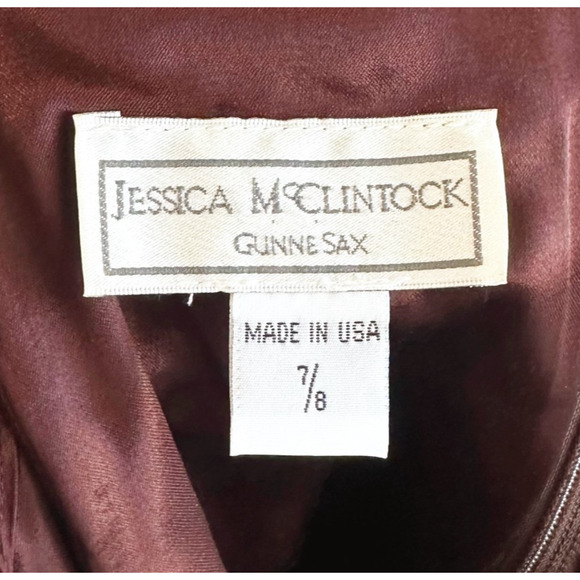 JESSICA McCLINTOCK
GUNNE SAX
MADE IN USA
7/8